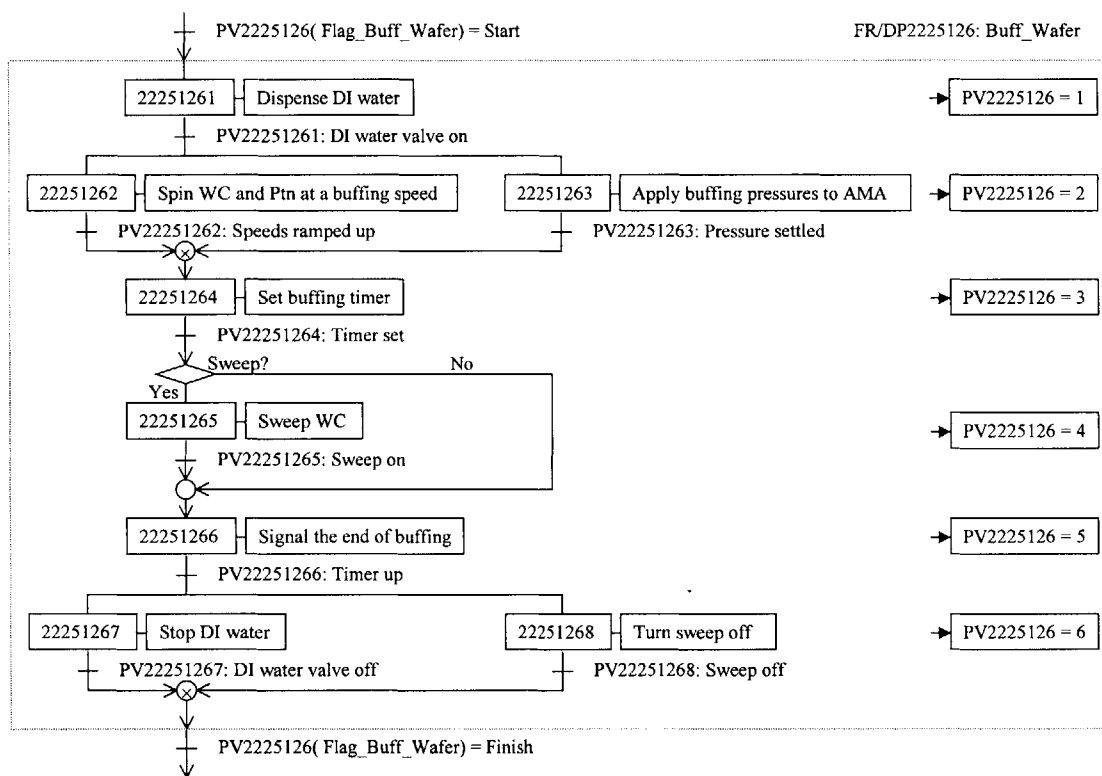 PV2225126( Flag_Buff_Wafer) = Start
FR/DP2225126: Buff_Wafer
22251261 Dispense DI water
PV2225126 = 1
PV22251261: DI water valve on
22251262 Spin WC and Ptn at a buffing speed
22251263 Apply buffing pressures to AMA
PV2225126 = 2
PV22251262: Speeds ramped up
PV22251263: Pressure settled
22251264 Set buffing timer
PV2225126 = 3
PV22251264: Timer set
Sweep?
No
Yes
22251265 Sweep WC
PV2225126 = 4
PV22251265: Sweep on
22251266 Signal the end of buffing
PV2225126 = 5
PV22251266: Timer up
22251267 Stop DI water
22251268 Turn sweep off
PV2225126 = 6
PV22251267: DI water valve off
PV22251268: Sweep off
PV2225126( Flag_Buff_Wafer) = Finish